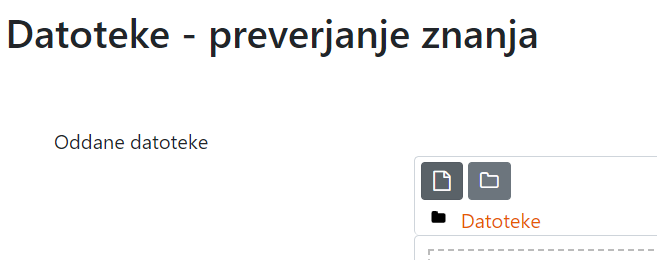 Datoteke - preverjanje znanja
Oddane datoteke
Datoteke